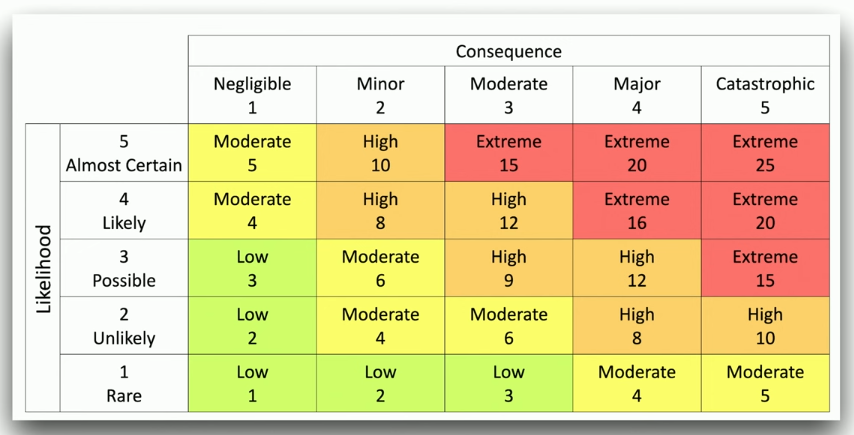 Consequence
Negligible Minor Moderate Major Catastrophic
1 2 3 4 5
Likelihood
5 Moderate High Extreme Extreme Extreme
Almost Certain 5 10 15 20 25
4 Moderate High High Extreme Extreme
Likely 4 8 12 16 20
3 Low Moderate High High Extreme
Possible 3 6 9 12 15
2 Low Moderate Moderate High High
Unlikely 2 4 6 8 10
1 Low Low Low Moderate Moderate
Rare 1 2 3 4 5